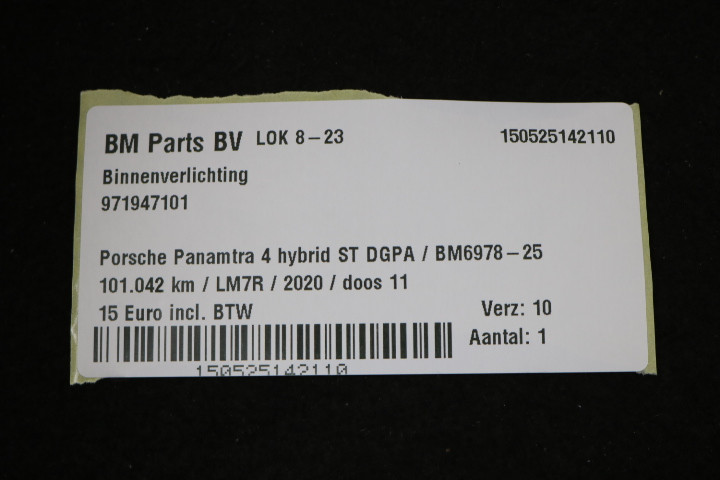 BM Parts BV LOK 8-23 150525142110
Binnenverlichting
971947101
Porsche Panamtra 4 hybrid ST DGPA / BM6978-25
101.042 km / LM7R / 2020 / doos 11
15 Euro incl. BTW Verz: 10
Aantal: 1
150525142110